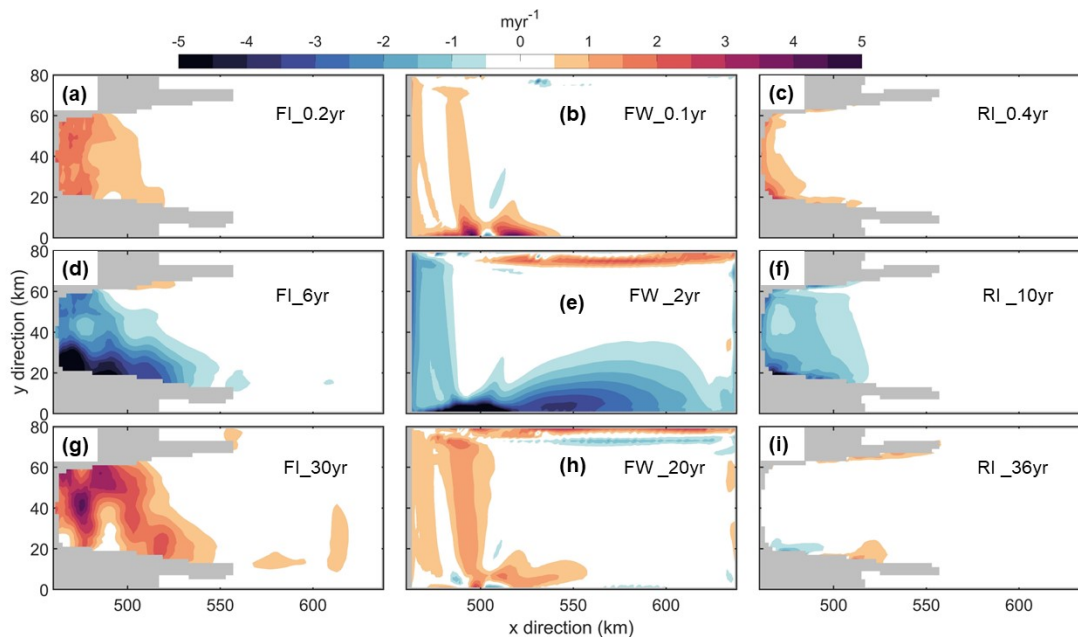 myr-1
-5 -4 -3 -2 -1 0 1 2 3 4 5
80 (a) FI_0.2yr (b) FW_0.1yr (c) RI_0.4yr
60
40
20
0
80 (d) FI_6yr (e) FW _2yr (f) RI _10yr
60
40
20
0
80 (g) FI_30yr (h) FW _20yr (i) RI _36yr
60
40
20
0
y direction (km)
500 550 600 500 550 600 500 550 600
x direction (km)